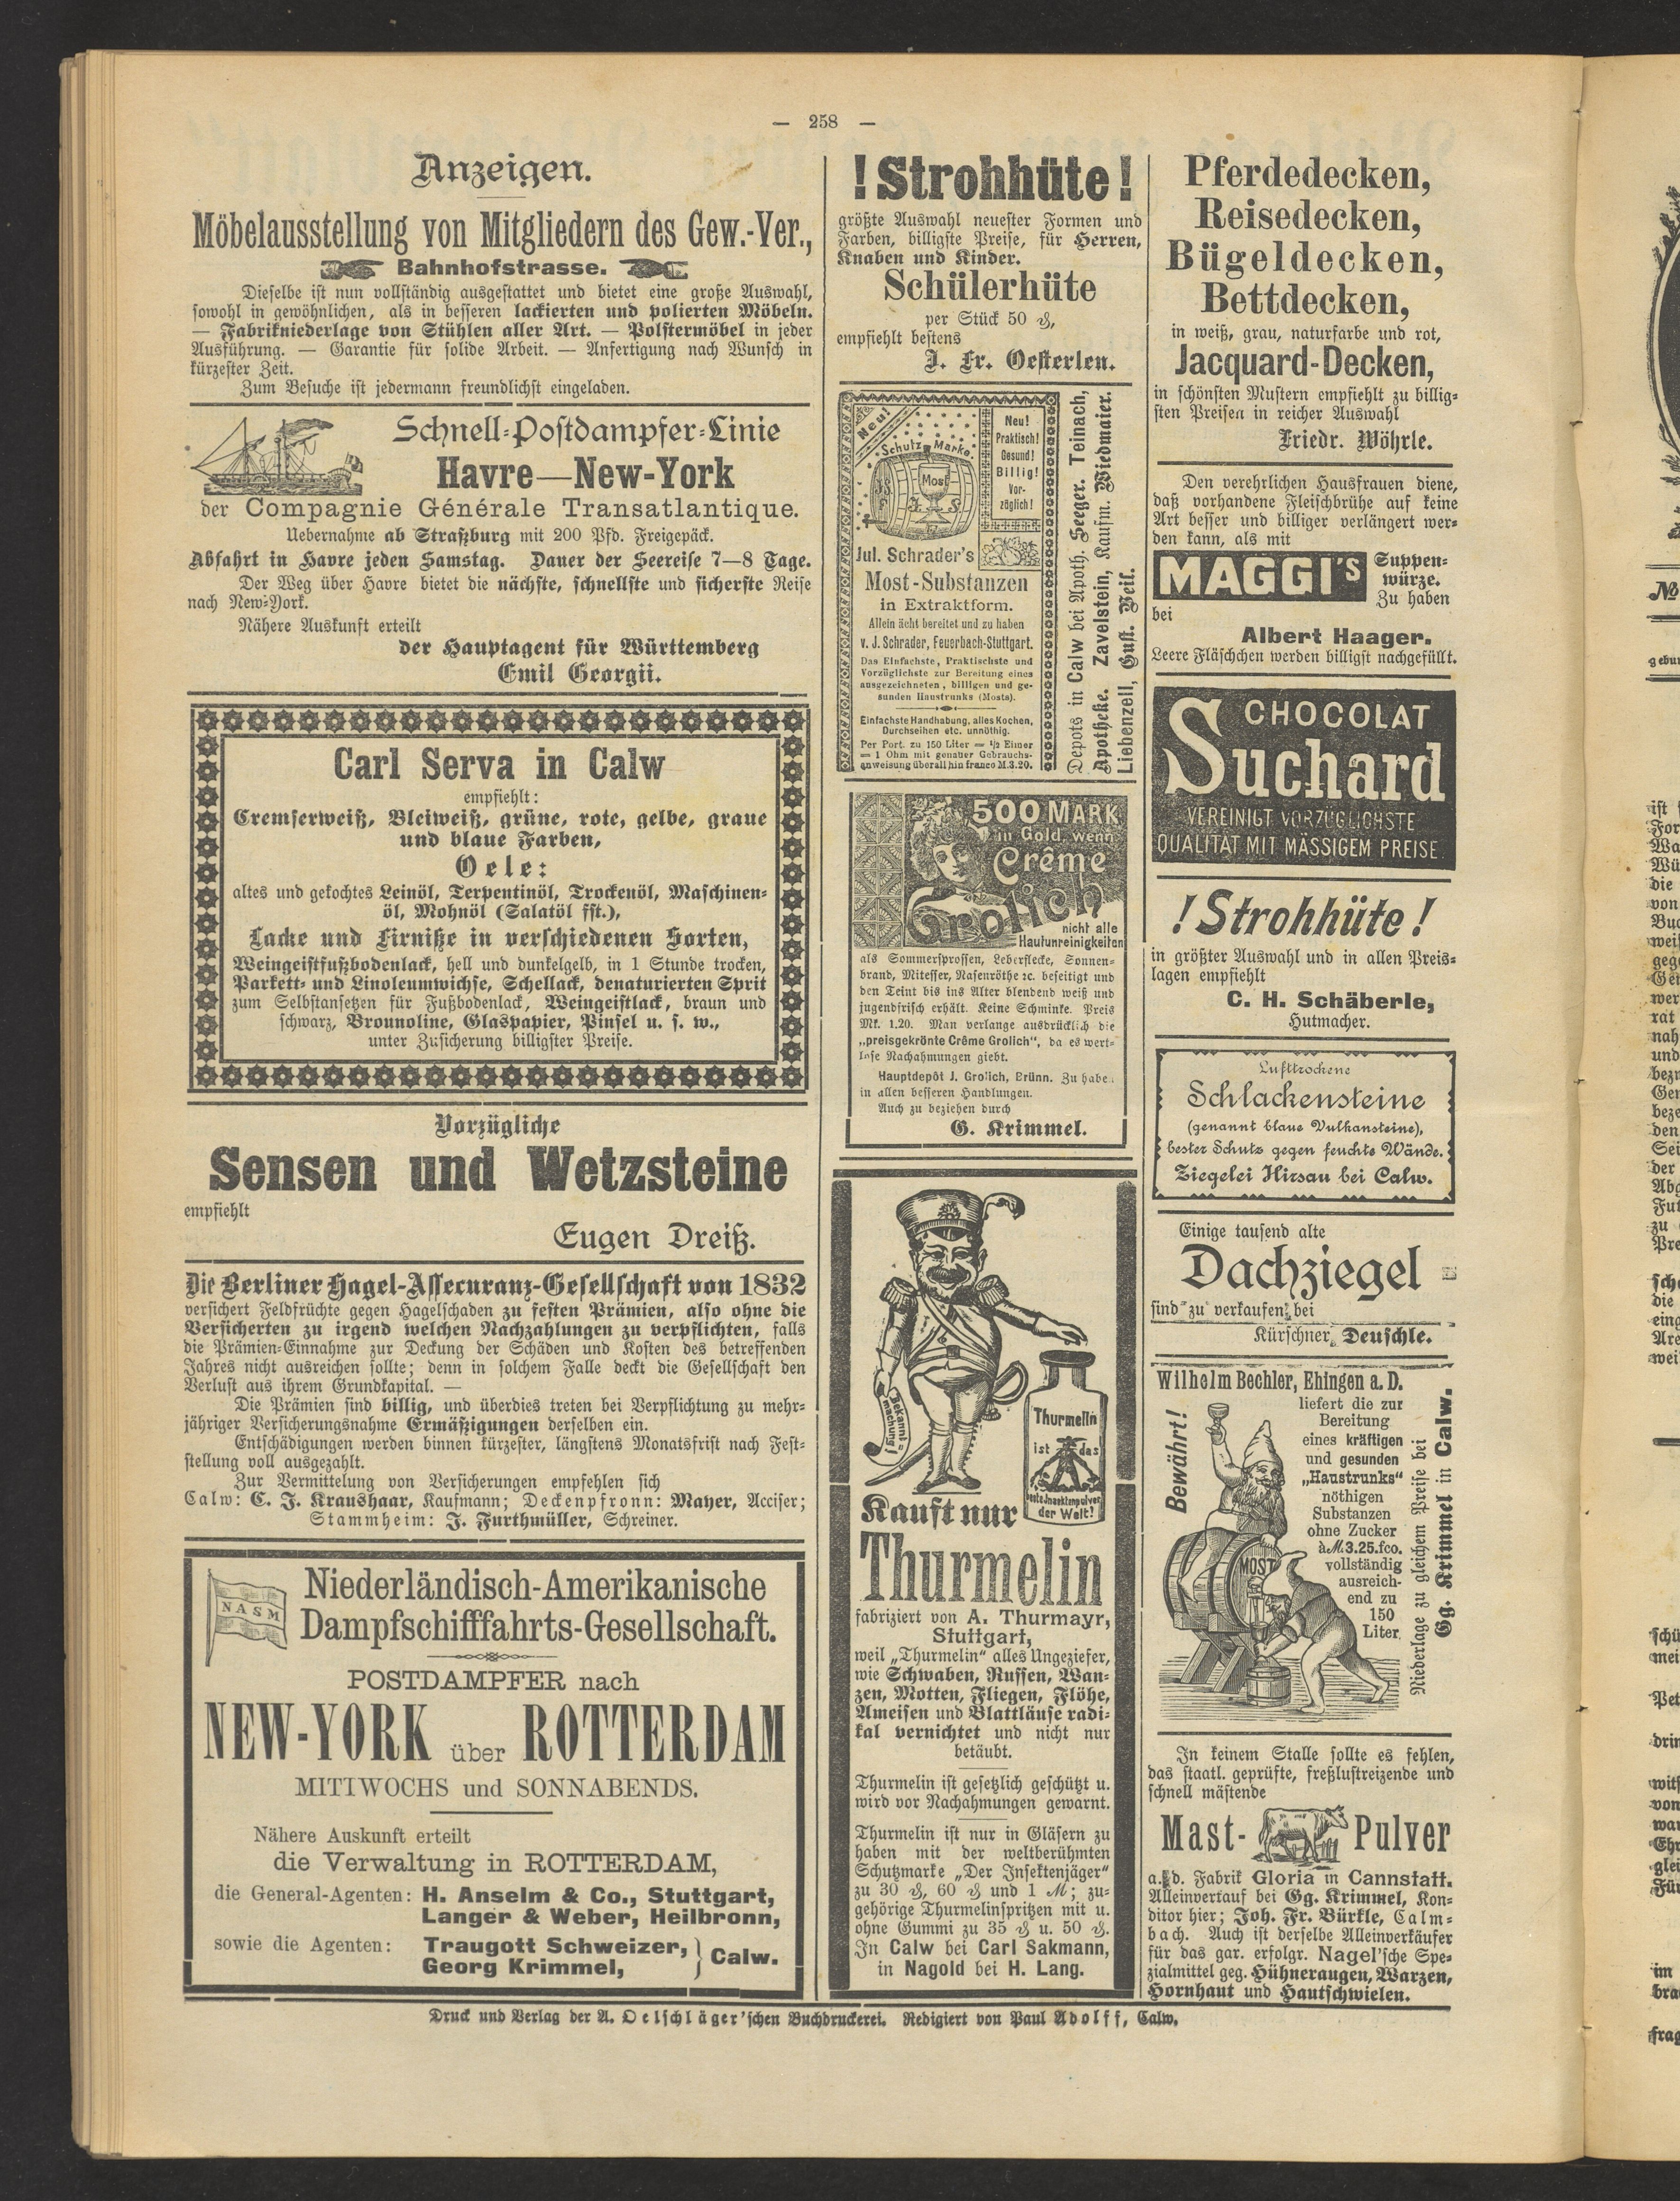 — 258 —
Anzeigen.
Möbelausstellung von Mitgliedern des Gew.-Ver.,
Bahnhofstrasse.
Dieselbe ist nun vollständig ausgestattet und bietet eine große Auswahl,
sowohl in gewöhnlichen, als in besseren lackierten und polierten Möbeln.
— Fabrikniederlage von Stühlen aller Art. — Polstermöbel in jeder
Ausführung. — Garantie für solide Arbeit. — Anfertigung nach Wunsch in
kürzester Zeit.
Zum Besuche ist jedermann freundlichst eingeladen.
Schnell-Postdampfer-Linie
Havre—New-York
der Compagnie Générale Transatlantique.
Uebernahme ab Straßburg mit 200 Pfd. Freigepäck.
Abfahrt in Havre jeden Samstag. Dauer der Seereise 7—8 Tage.
Der Weg über Havre bietet die nächste, schnellste und sicherste Reise
nach New-York.
Nähere Auskunft erteilt
der Hauptagent für Württemberg
Emil Georgii.
Carl Serva in Calw
empfiehlt:
Cremserweiß, Bleiweiß, grüne, rote, gelbe, graue
und blaue Farben,
Oele:
altes und gekochtes Leinöl, Terpentinöl, Trockenöl, Maschinen-
öl, Mohnöl (Salatöl fst.),
Lacke und Firniße in verschiedenen Sorten,
Weingeistfußbodenlack, hell und dunkelgelb, in 1 Stunde trocken,
Parkett- und Linoleumwichse, Schellack, denaturierten Sprit
zum Selbstansetzen für Fußbodenlack, Weingeistlack, braun und
schwarz, Brounoline, Glaspapier, Pinsel u. s. w.,
unter Zusicherung billigster Preise.
Vorzügliche
Sensen und Wetzsteine
empfiehlt
Eugen Dreiß.
Die Berliner Hagel-Assecuranz-Gesellschaft von 1832
versichert Feldfrüchte gegen Hagelschaden zu festen Prämien, also ohne die
Versicherten zu irgend welchen Nachzahlungen zu verpflichten, falls
die Prämien-Einnahme zur Deckung der Schäden und Kosten des betreffenden
Jahres nicht ausreichen sollte; denn in solchem Falle deckt die Gesellschaft den
Verlust aus ihrem Grundkapital. —
Die Prämien sind billig, und überdies treten bei Verpflichtung zu mehr-
jähriger Versicherungsnahme Ermäßigungen derselben ein.
Entschädigungen werden binnen kürzester, längstens Monatsfrist nach Fest-
stellung voll ausgezahlt.
Zur Vermittelung von Versicherungen empfehlen sich
Calw: E. J. Kraushaar, Kaufmann; Deckenpfronn: Mayer, Acciser;
Stammheim: J. Furthmüller, Schreiner.
NASM
Niederländisch-Amerikanische
Dampfschifffahrts-Gesellschaft.
POSTDAMPFER nach
NEW-YORK über ROTTERDAM
MITTWOCHS und SONNABENDS.
Nähere Auskunft erteilt
die Verwaltung in ROTTERDAM,
die General-Agenten: H. Anselm & Co., Stuttgart,
Langer & Weber, Heilbronn,
sowie die Agenten: Traugott Schweizer,
Georg Krimmel, } Calw.
! Strohhüte !
größte Auswahl neuester Formen und
Farben, billigste Preise, für Herren,
Knaben und Kinder.
Schülerhüte
per Stück 50 ₰,
empfiehlt bestens
J. Fr. Oesterlen.
Neu!
Schutz Marke.
Most
Neu!
Praktisch!
Gesund!
Billig!
Vor-
züglich!
Jul. Schrader's
Most-Substanzen
in Extraktform.
Allein ächt bereitet und zu haben
v. J. Schrader, Feuerbach-Stuttgart.
Das Einfachste, Praktischste und
Vorzüglichste zur Bereitung eines
ausgezeichneten, billigen und ge-
sunden Haustrunks (Mosts).
Einfachste Handhabung, alles Kochen,
Durchseihen etc. unnöthig.
Per Port. zu 150 Liter = ½ Eimer
= 1 Ohm mit genauer Gebrauchs-
anweisung überall hin franco M.3.20.
Depots in Calw bei Apoth. Seeger. Teinach,
Apotheke. Zavelstein, Kaufm. Wiedmaier.
Liebenzell, Gust. Veil.
500 MARK
in Gold, wenn
Crême
Grolich
nicht alle
Hautunreinigkeiten
als Sommersprossen, Leberflecke, Sonnen-
brand, Mitesser, Nasenröthe ꝛc. beseitigt und
den Teint bis ins Alter blendend weiß und
jugendfrisch erhält. Keine Schminke. Preis
Mk. 1.20. Man verlange ausdrücklich die
„preisgekrönte Crême Grolich“, da es wert-
lose Nachahmungen giebt.
Hauptdepôt J. Grolich, Brünn. Zu haben
in allen besseren Handlungen.
Auch zu beziehen durch
G. Krimmel.
Bekannt-
machung!
Thurmelin
ist das
beste Insektenpulver
der Welt!
Kauft nur
Thurmelin
fabriziert von A. Thurmayr,
Stuttgart,
weil „Thurmelin“ alles Ungeziefer,
wie Schwaben, Russen, Wan-
zen, Motten, Fliegen, Flöhe,
Ameisen und Blattläuse radi-
kal vernichtet und nicht nur
betäubt.
Thurmelin ist gesetzlich geschützt u.
wird vor Nachahmungen gewarnt.
Thurmelin ist nur in Gläsern zu
haben mit der weltberühmten
Schutzmarke „Der Insektenjäger“
zu 30 ₰, 60 ₰ und 1 ℳ; zu-
gehörige Thurmelinspritzen mit u.
ohne Gummi zu 35 ₰ u. 50 ₰.
In Calw bei Carl Sakmann,
in Nagold bei H. Lang.
Pferdedecken,
Reisedecken,
Bügeldecken,
Bettdecken,
in weiß, grau, naturfarbe und rot,
Jacquard-Decken,
in schönsten Mustern empfiehlt zu billig-
sten Preisen in reicher Auswahl
Friedr. Wöhrle.
Den verehrlichen Hausfrauen diene,
daß vorhandene Fleischbrühe auf keine
Art besser und billiger verlängert wer-
den kann, als mit
MAGGI's Suppen-
würze.
Zu haben
bei
Albert Haager.
Leere Fläschchen werden billigst nachgefüllt.
CHOCOLAT
Suchard
VEREINIGT VORZÜGLICHSTE
QUALITÄT MIT MÄSSIGEM PREISE.
! Strohhüte !
in größter Auswahl und in allen Preis-
lagen empfiehlt
C. H. Schäberle,
Hutmacher.
Lufttrockene
Schlackensteine
(genannt blaue Vulkansteine),
bester Schutz gegen feuchte Wände.
Ziegelei Hirsau bei Calw.
Einige tausend alte
Dachziegel
sind zu verkaufen bei
Kürschner Deuschle.
Wilhelm Bechler, Ehingen a. D.
Bewährt!
liefert die zur
Bereitung
eines kräftigen
und gesunden
„Haustrunks“
nöthigen
Substanzen
ohne Zucker
à M. 3.25. fco.
vollständig
ausreich-
end zu
150
Liter.
MOST
Niederlage zu gleichem Preise bei
Gg. Krimmel in Calw.
In keinem Stalle sollte es fehlen,
das staatl. geprüfte, freßlustreizende und
schnell mästende
Mast-Pulver
a. d. Fabrik Gloria in Cannstatt.
Alleinverkauf bei Gg. Krimmel, Kon-
ditor hier; Joh. Fr. Bürkle, Calm-
bach. Auch ist derselbe Alleinverkäufer
für das gar. erfolgr. Nagel'sche Spe-
zialmittel geg. Hühneraugen, Warzen,
Hornhaut und Hautschwielen.
Druck und Verlag der A. Oelschläger'schen Buchdruckerei. Redigiert von Paul Adolff, Calw.